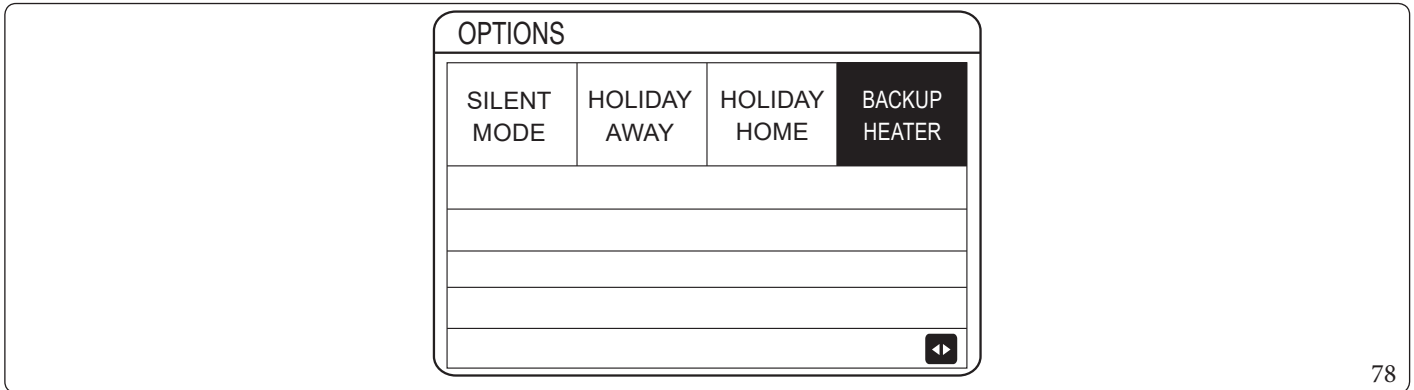 OPTIONS
SILENT MODE
HOLIDAY AWAY
HOLIDAY HOME
BACKUP HEATER
78